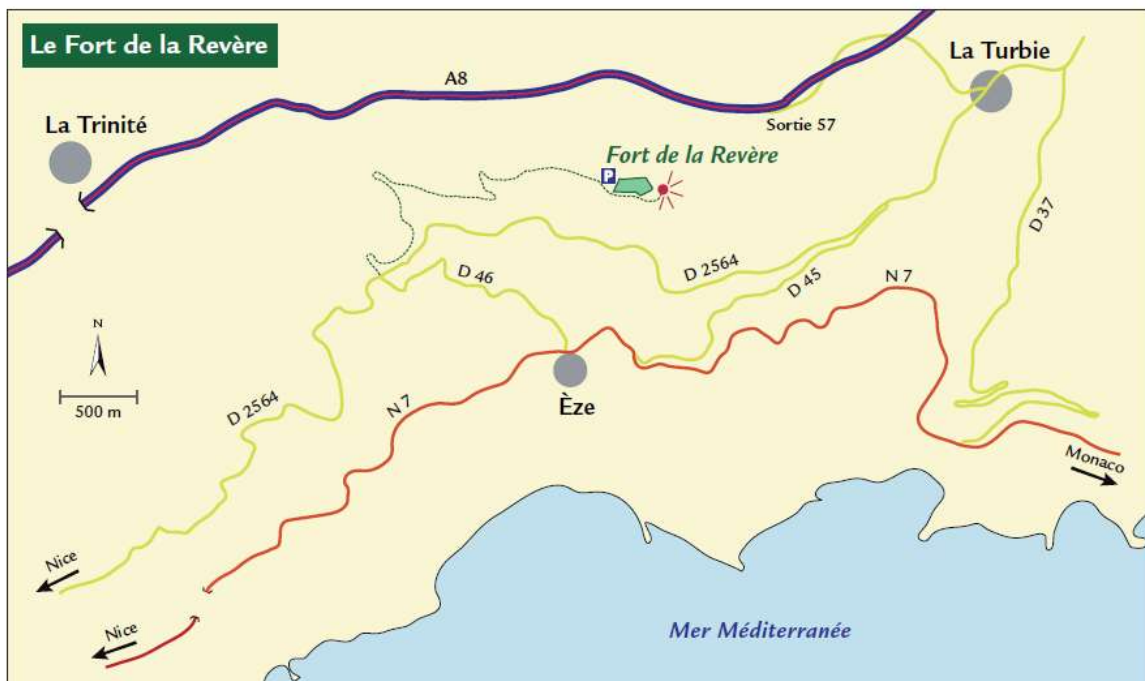 Le Fort de la Revère
La Turbie
A8
La Trinité
Sortie 57
Fort de la Revère
P
D 37
D 2564
D 46
D 45
N 7
N
500 m
D 2564
N 7
Èze
Monaco
Nice
Nice
Mer Méditerranée